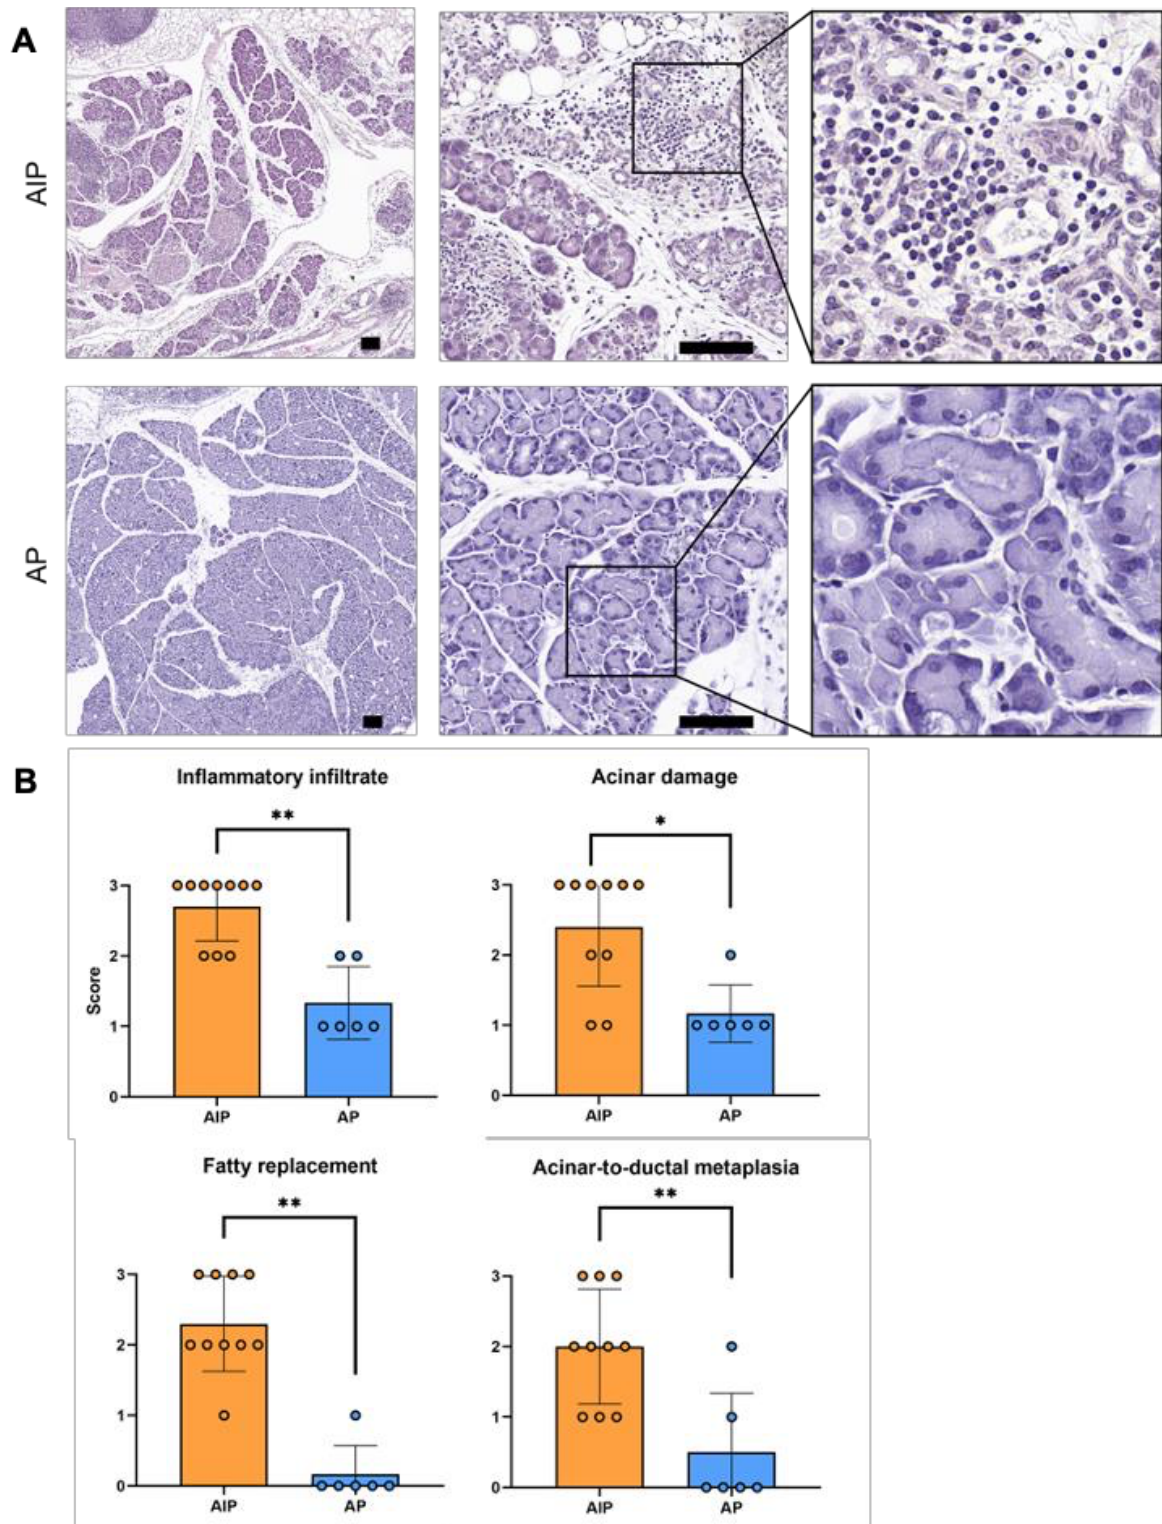 A
AIP
AP
B
Inflammatory infiltrate
**
Score
3
2
1
0
AIP
AP
Acinar damage
*
3
2
1
0
AIP
AP
Fatty replacement
**
3
2
1
0
AIP
AP
Acinar-to-ductal metaplasia
**
3
2
1
0
AIP
AP